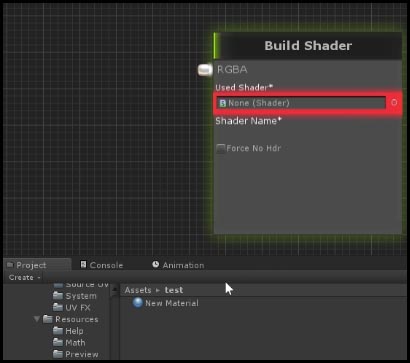 Build Shader
RGBA
Used Shader*
None (Shader)
Shader Name*
Force No Hdr
Project
Console
Animation
Create
Source UV
System
UV FX
Resources
Help
Math
Preview
Assets ▸ test
New Material